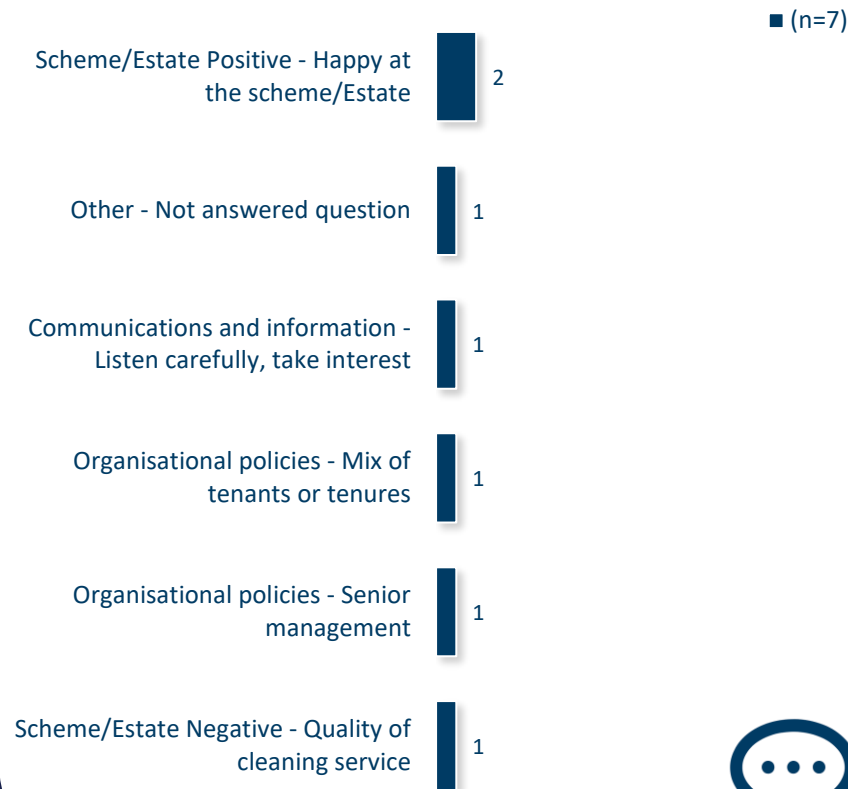 (n=7)
Scheme/Estate Positive - Happy at
the scheme/Estate
2
Other - Not answered question
1
Communications and information -
Listen carefully, take interest
1
Organisational policies - Mix of
tenants or tenures
1
Organisational policies - Senior
management
1
Scheme/Estate Negative - Quality of
cleaning service
1